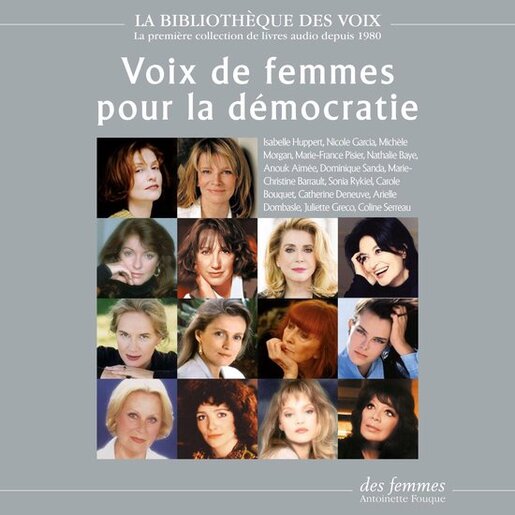 LA BIBLIOTHÈQUE DES VOIX
La première collection de livres audio depuis 1980
Voix de femmes
pour la démocratie
Isabelle Huppert, Nicole Garcia, Michèle
Morgan, Marie-France Pisier, Nathalie Baye,
Anouk Aimée, Dominique Sanda, Marie-
Christine Barrault, Sonia Rykiel, Carole
Bouquet, Catherine Deneuve, Arielle
Dombasle, Juliette Greco, Coline Serreau
des femmes
Antoinette Fouque